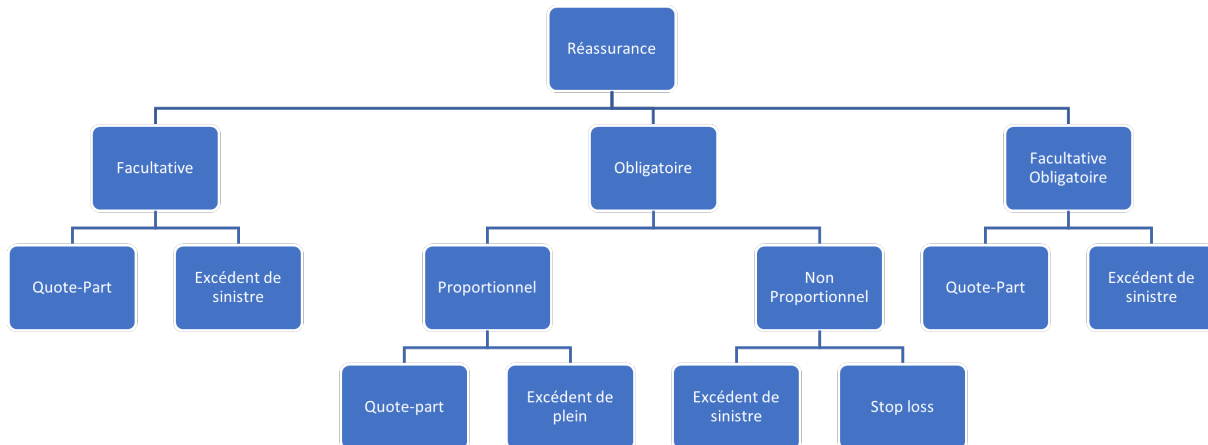 Réassurance
Facultative
Obligatoire
Facultative
Obligatoire
Quote-Part
Excédent de
sinistre
Proportionnel
Non
Proportionnel
Quote-Part
Excédent de
sinistre
Quote-part
Excédent de
plein
Excédent de
sinistre
Stop loss